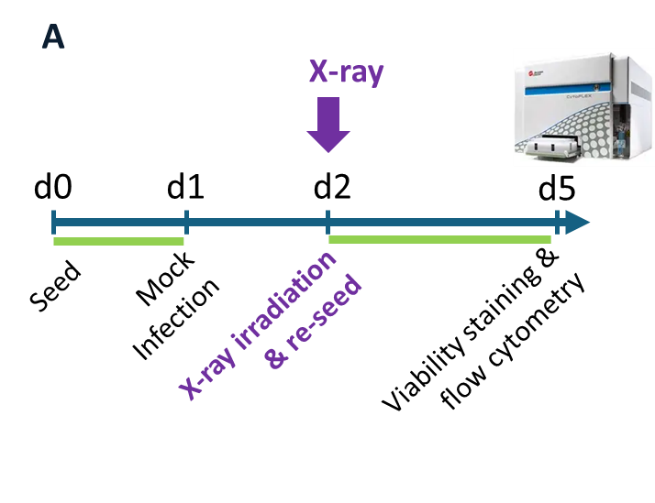 A
X-ray
d0
d1
d2
d5
Seed
Mock
Infection
X-ray irradiation
& re-seed
Viability staining &
flow cytometry